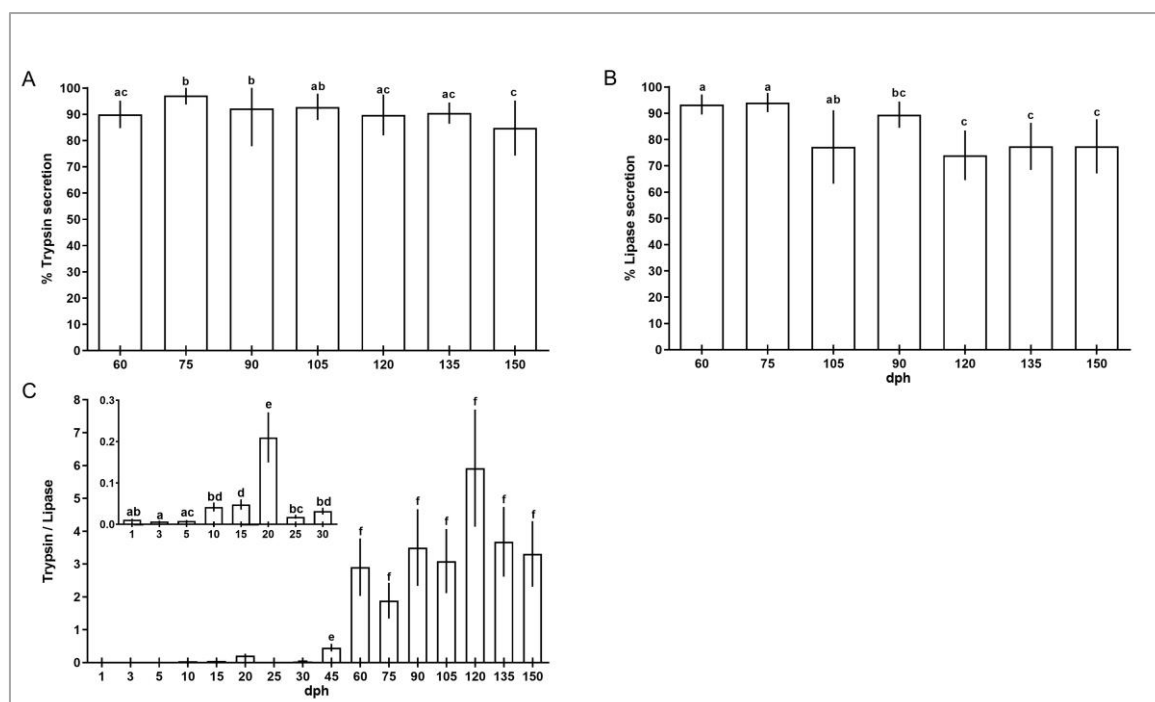 A
% Trypsin secretion
100
90
80
70
60
50
40
30
20
10
0
ac
b
b
ab
ac
ac
c
60 75 90 105 120 135 150
B
% Lipase secretion
100
90
80
70
60
50
40
30
20
10
0
a
a
ab
bc
c
c
c
60 75 105 90 120 135 150
dph
C
Trypsin / Lipase
8
7
6
5
4
3
2
1
0
0.3
0.2
0.1
0.0
ab
a
ac
bd
d
e
bc
bd
1 3 5 10 15 20 25 30
e
f
f
f
f
f
f
f
1 3 5 10 15 20 25 30 45 60 75 90 105 120 135 150
dph